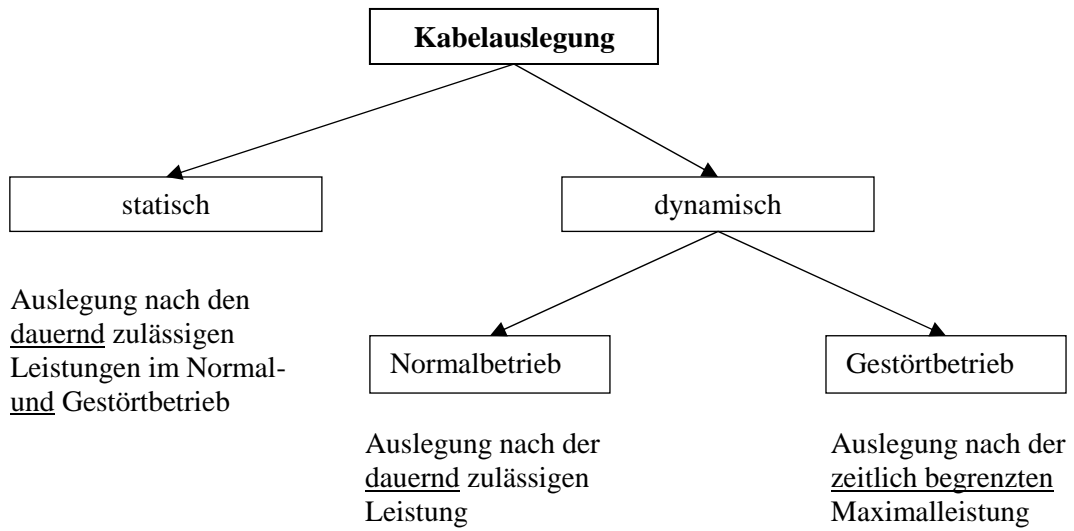 Kabelauslegung
statisch
dynamisch
Auslegung nach den
dauernd zulässigen
Leistungen im Normal-
und Gestörtbetrieb
Normalbetrieb
Gestörtbetrieb
Auslegung nach der
dauernd zulässigen
Leistung
Auslegung nach der
zeitlich begrenzten
Maximalleistung